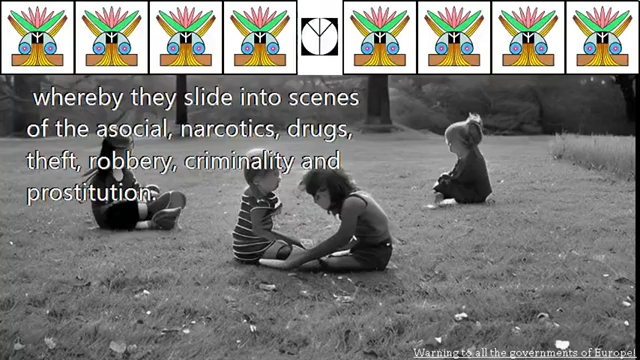 whereby they slide into scenes
of the asocial, narcotics, drugs,
theft, robbery, criminality and
prostitution.
Warning to all the governments of Europe!